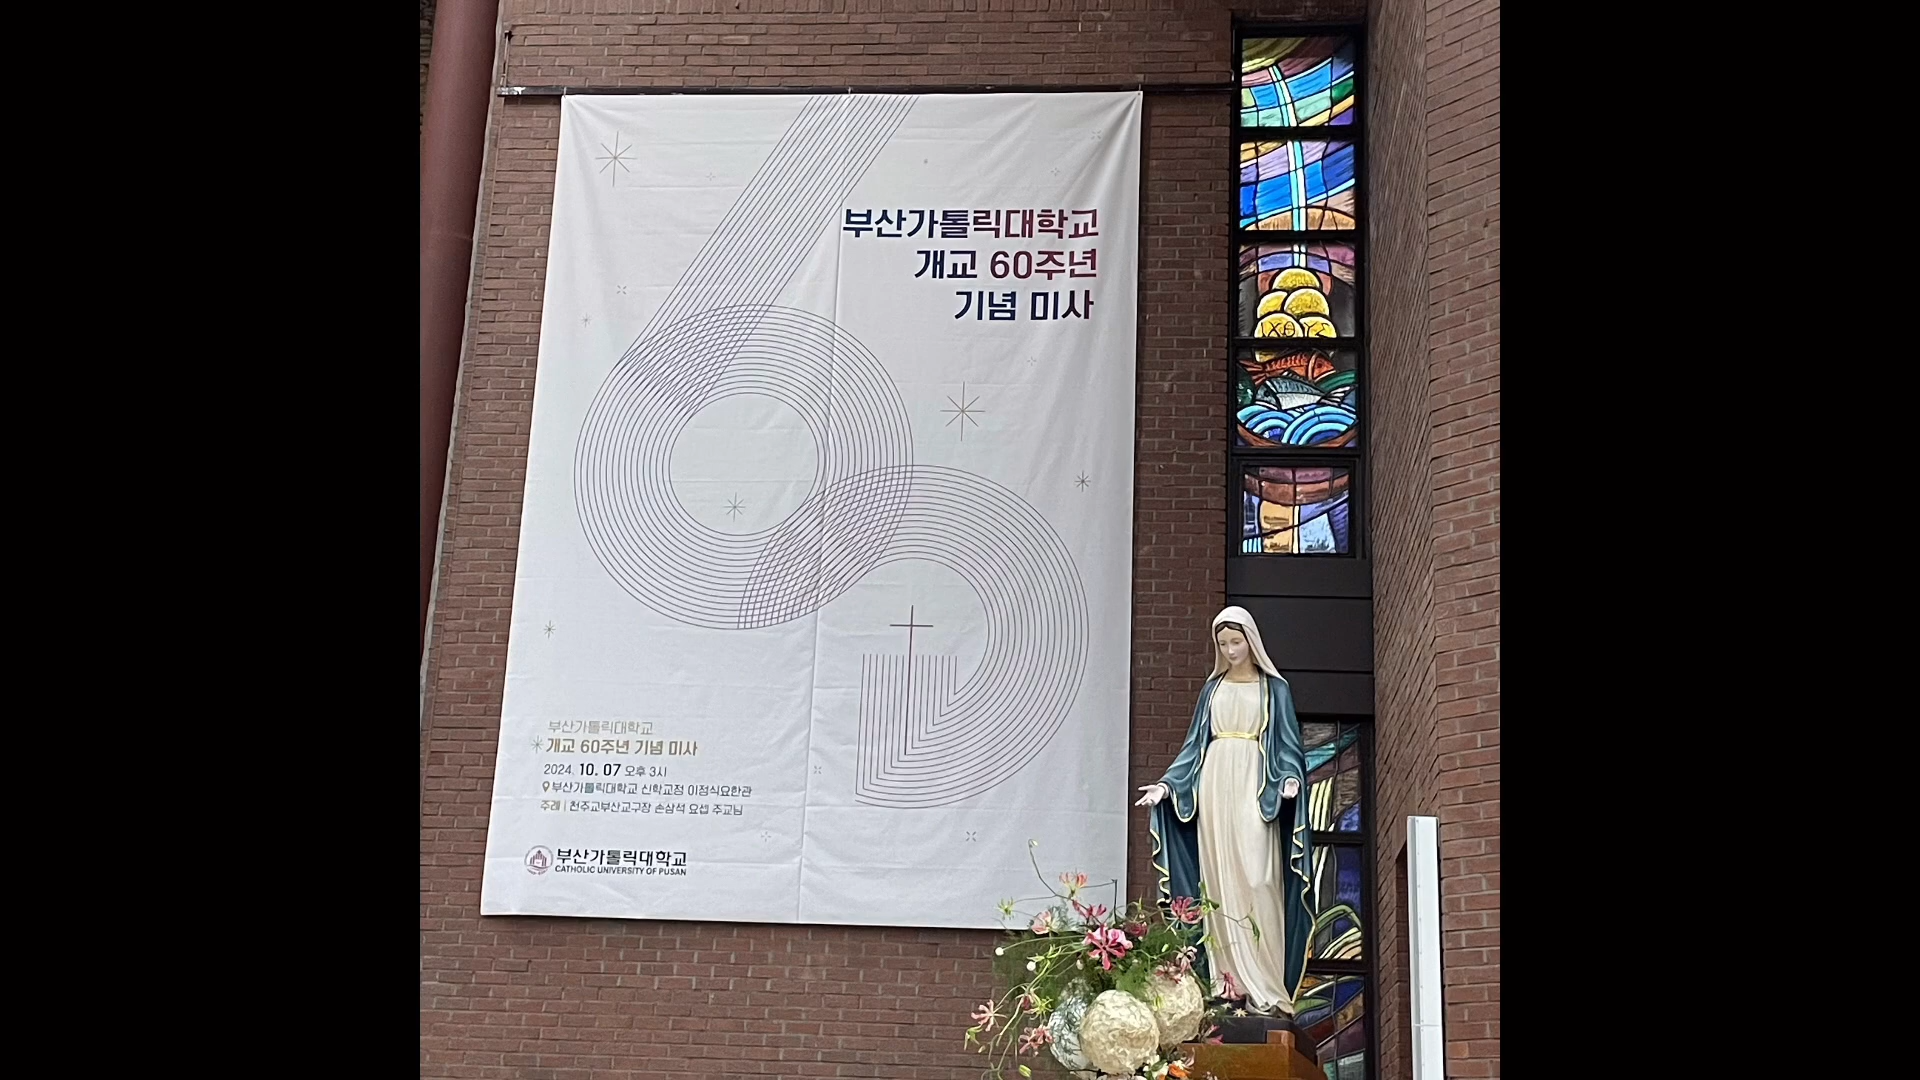 부산가톨릭대학교
개교 60주년
기념 미사
ΙΧΘΥΣ
부산가톨릭대학교
개교 60주년 기념 미사
2024. 10. 07 오후 3시
부산가톨릭대학교 신학교정 이정식요한관
주례 | 천주교부산교구장 손삼석 요셉 주교님
부산가톨릭대학교
CATHOLIC UNIVERSITY OF PUSAN